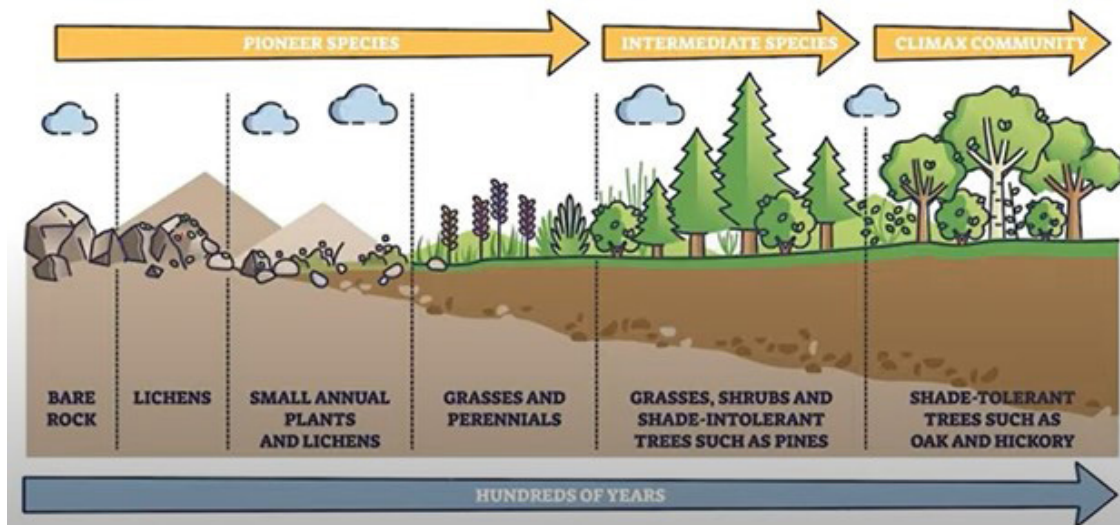 PIONEER SPECIES
INTERMEDIATE SPECIES
CLIMAX COMMUNITY
BARE
ROCK
LICHENS
SMALL ANNUAL
PLANTS
AND LICHENS
GRASSES AND
PERENNIALS
GRASSES, SHRUBS AND
SHADE-INTOLERANT
TREES SUCH AS PINES
SHADE-TOLERANT
TREES SUCH AS
OAK AND HICKORY
HUNDREDS OF YEARS